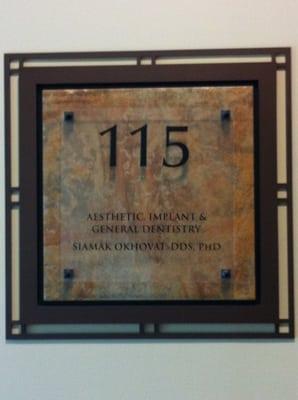 115
AESTHETIC, IMPLANT &
GENERAL DENTISTRY
SIAMAK OKHOVAT DDS, PHD